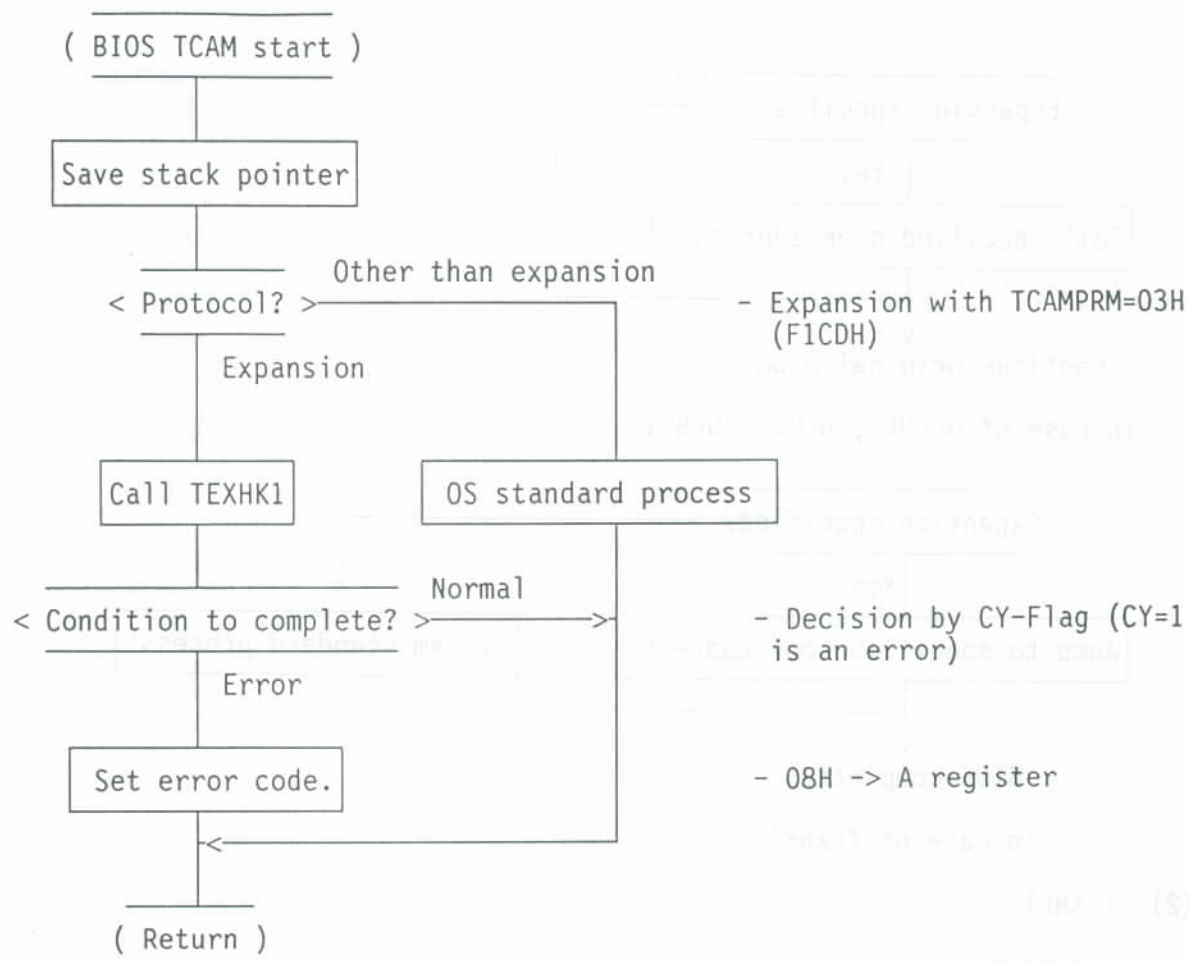 ( BIOS TCAM start )
Save stack pointer
Other than expansion
< Protocol? >
- Expansion with TCAMPRM=03H
(F1CDH)
Expansion
Call TEXHK1
OS standard process
Normal
< Condition to complete? >
- Decision by CY-Flag (CY=1
is an error)
Error
Set error code.
- 08H -> A register
( Return )